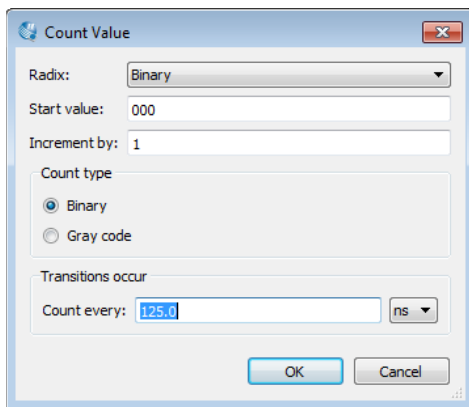 Count Value
Radix: Binary
Start value: 000
Increment by: 1
Count type
Binary
Gray code
Transitions occur
Count every: 125.0 ns
OK Cancel